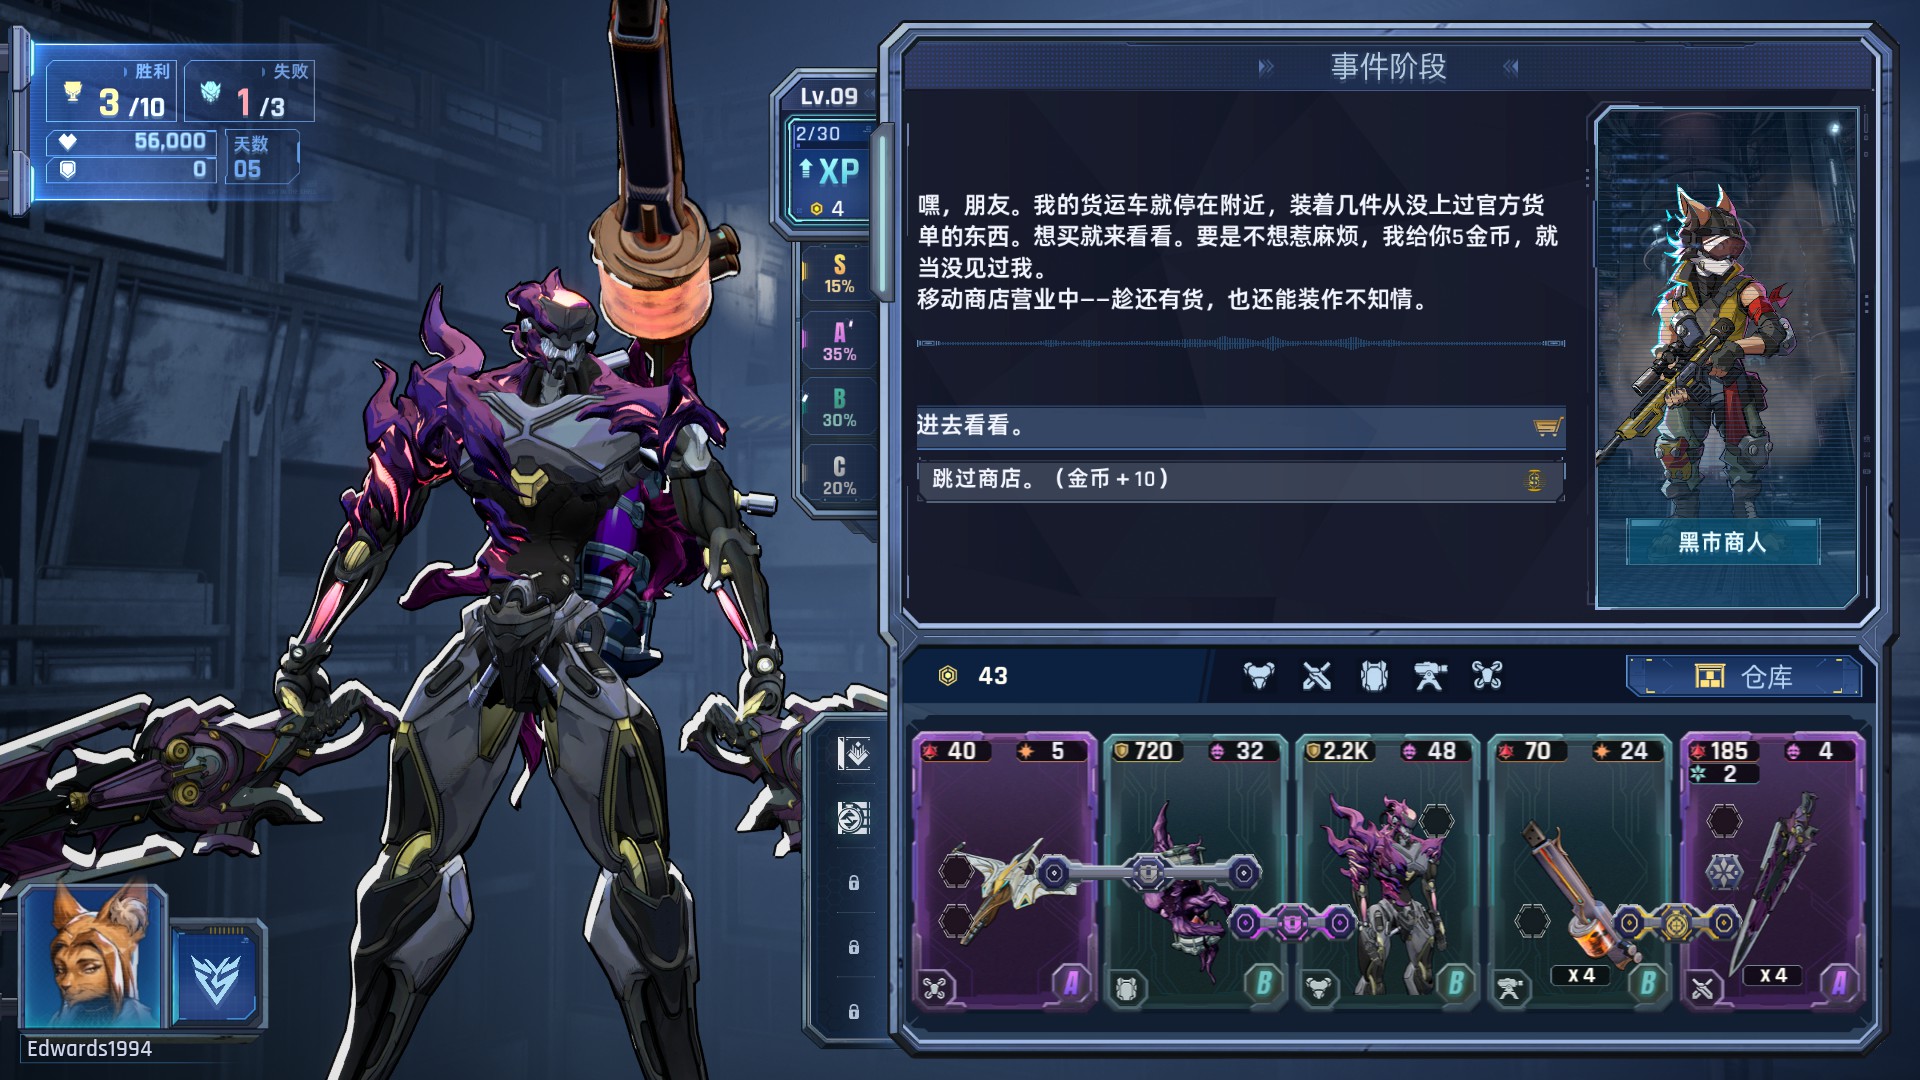 胜利
3 /10
失败
1 /3
56,000
0
天数
05
Lv.09
2/30
XP
4
S
15%
A
35%
B
30%
C
20%
事件阶段
嘿，朋友。我的货运车就停在附近，装着几件从没上过官方货
单的东西。想买就来看看。要是不想惹麻烦，我给你5金币，就
当没见过我。
移动商店营业中——趁还有货，也还能装作不知情。
进去看看。
跳过商店。（金币+10）
黑市商人
43
仓库
40 5
720 32
2.2K 48
70 24
185 4
2
A
B
B
x4
B
x4
A
Edwards1994